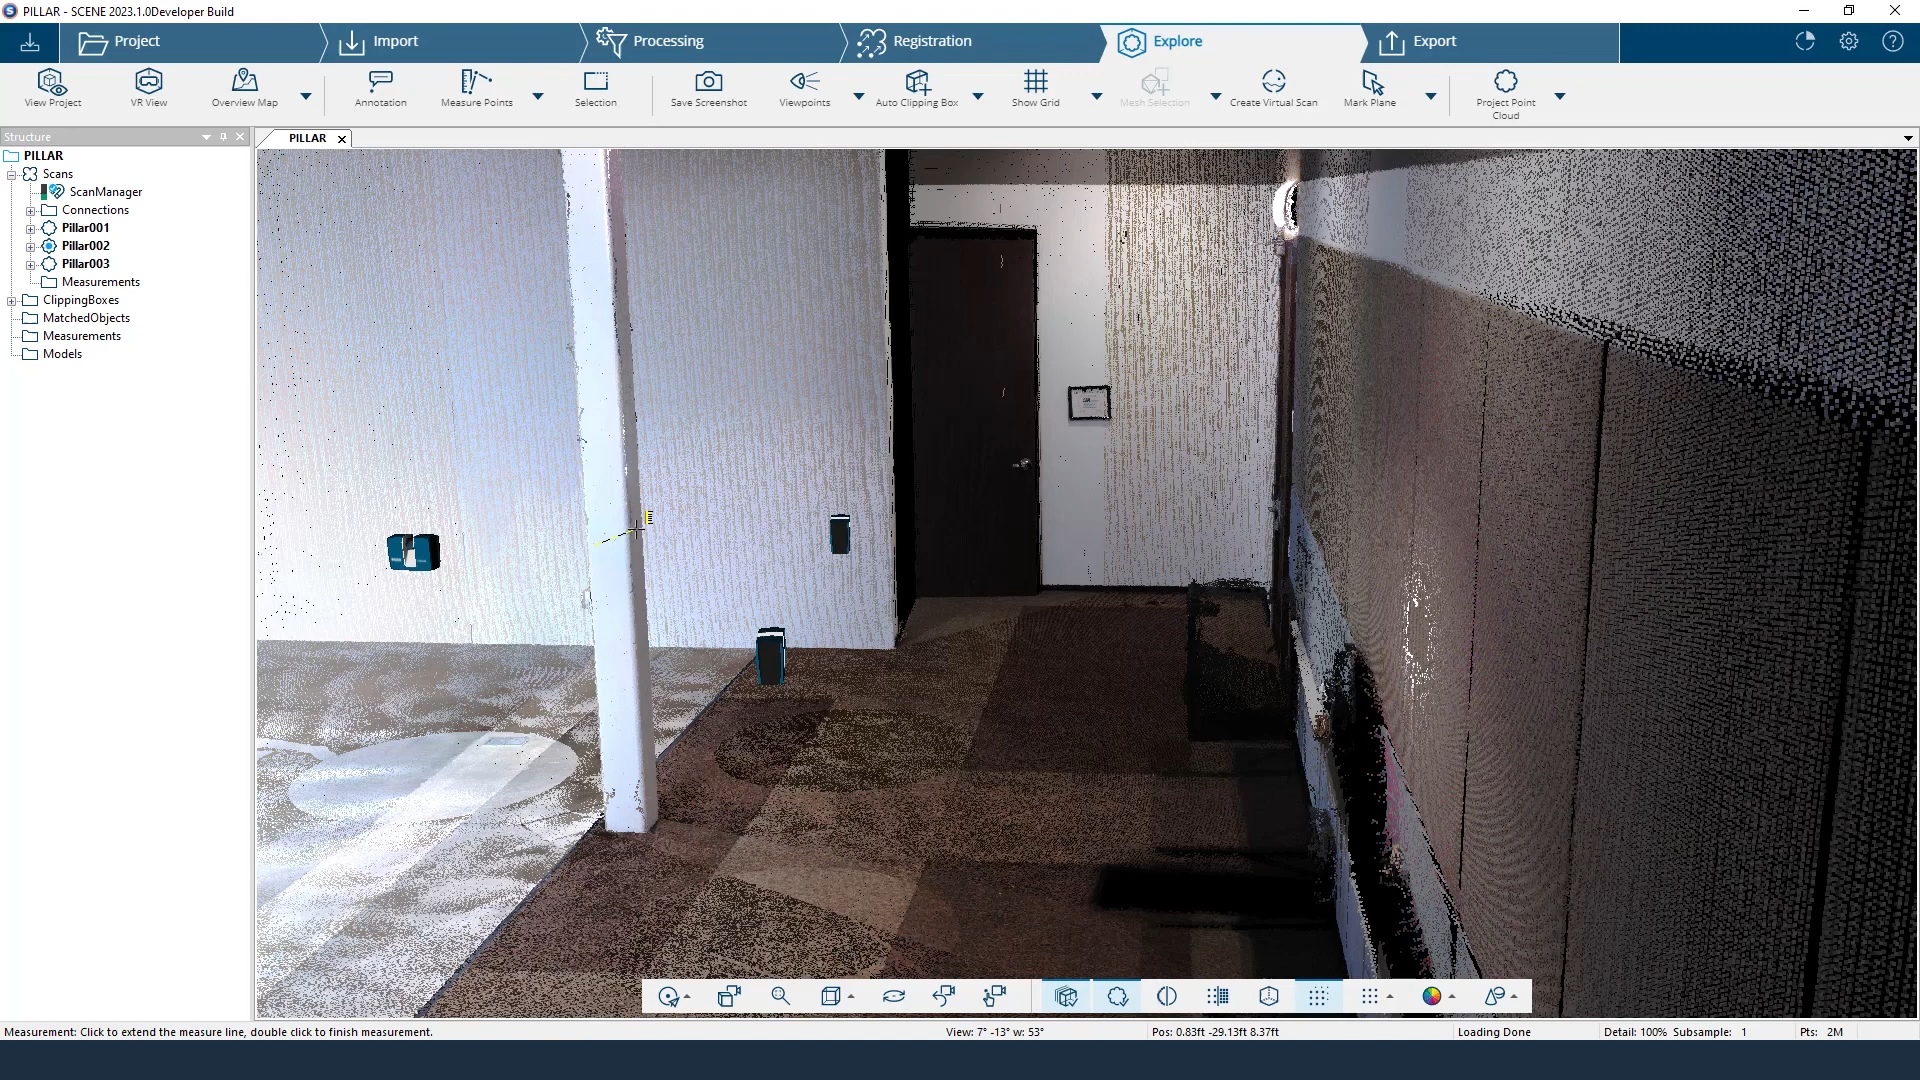 PILLAR - SCENE 2023.1.0Developer Build
Project
Import
Processing
Registration
Explore
Export
View Project
VR View
Overview Map
Annotation
Measure Points
Selection
Save Screenshot
Viewpoints
Auto Clipping Box
Show Grid
Mesh Selection
Create Virtual Scan
Mark Plane
Project Point
Cloud
Structure
PILLAR
PILLAR
Scans
ScanManager
Connections
Pillar001
Pillar002
Pillar003
Measurements
ClippingBoxes
MatchedObjects
Measurements
Models
Measurement: Click to extend the measure line, double click to finish measurement.
View: 7° -13° w: 53°
Pos: 0.83ft -29.13ft 8.37ft
Loading Done
Detail: 100% Subsample: 1
Pts: 2M